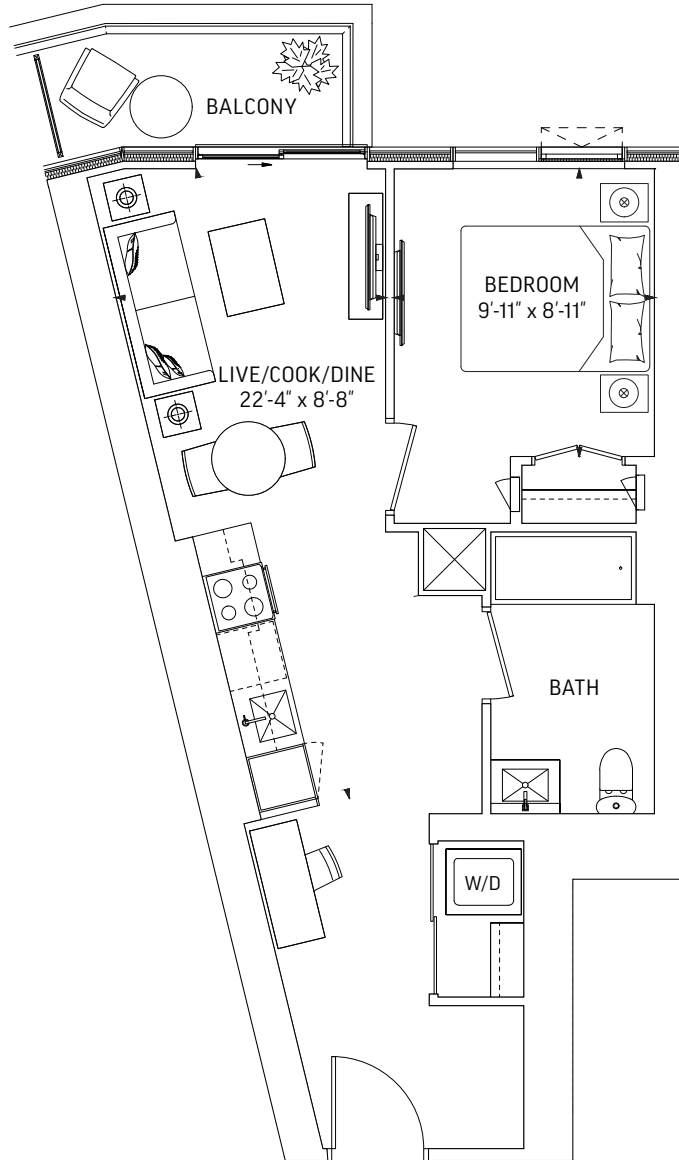 BALCONY
BEDROOM
9'-11" x 8'-11"
LIVE/COOK/DINE
22'-4" x 8'-8"
BATH
W/D